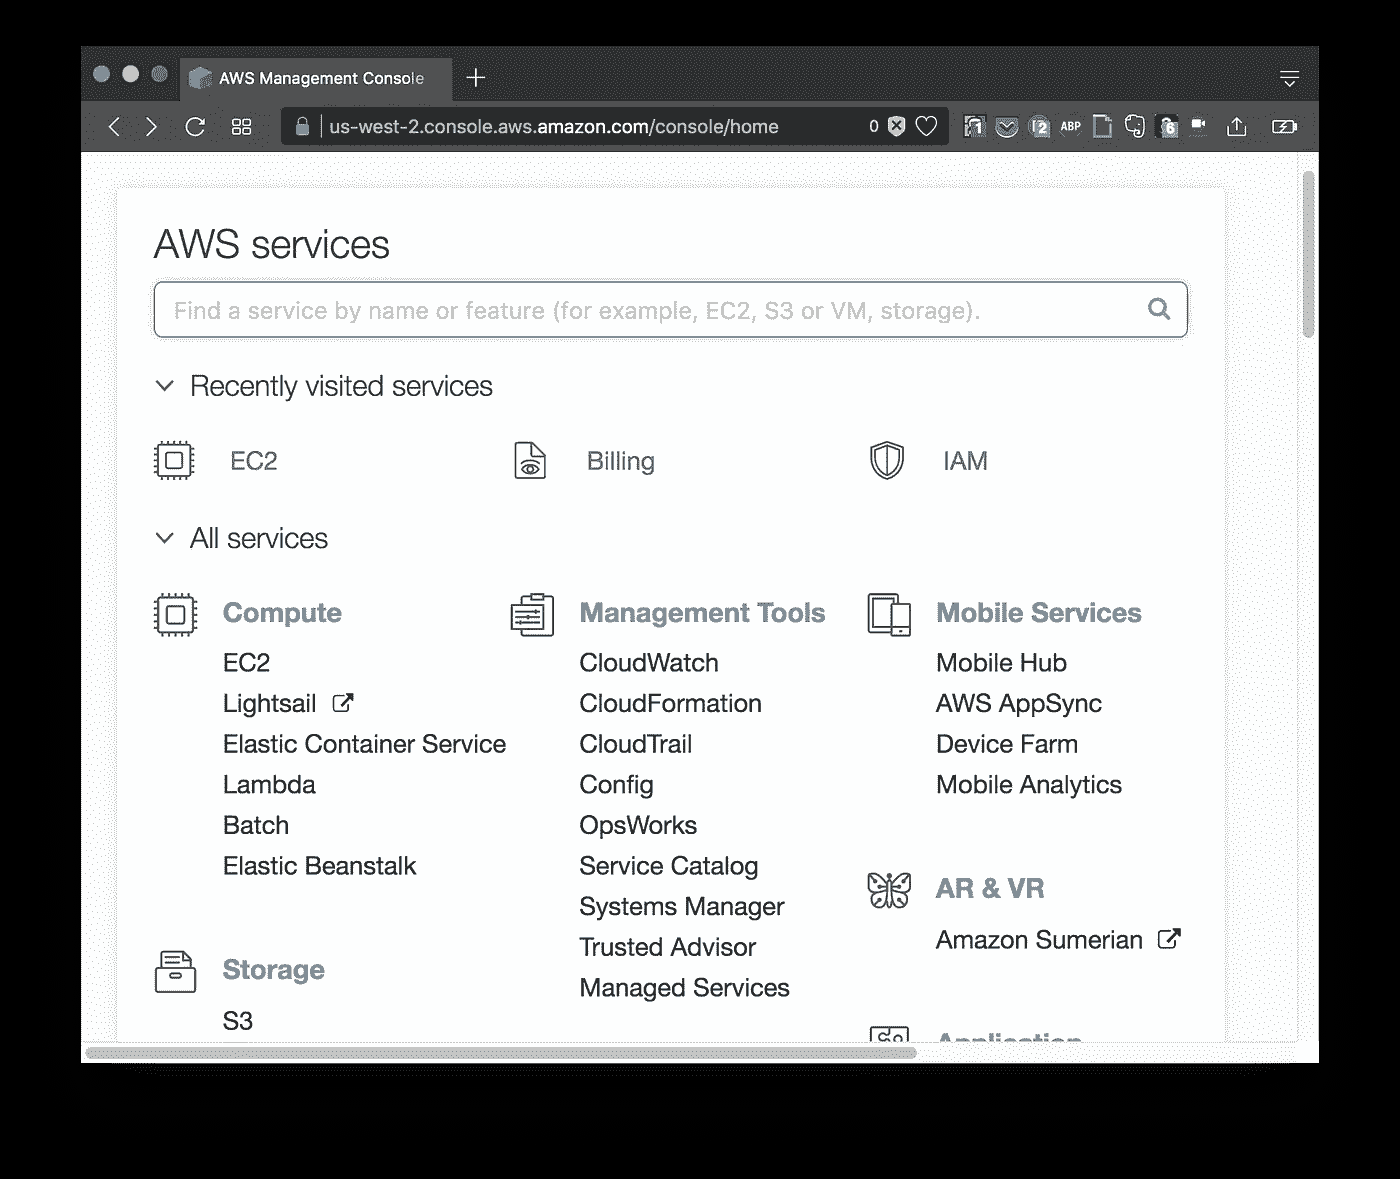 AWS Management Console
us-west-2.console.aws.amazon.com/console/home
0
1
2
ABP
6
AWS services
Find a service by name or feature (for example, EC2, S3 or VM, storage).
Recently visited services
EC2
Billing
IAM
All services
Compute
EC2
Lightsail
Elastic Container Service
Lambda
Batch
Elastic Beanstalk
Storage
S3
Management Tools
CloudWatch
CloudFormation
CloudTrail
Config
OpsWorks
Service Catalog
Systems Manager
Trusted Advisor
Managed Services
Mobile Services
Mobile Hub
AWS AppSync
Device Farm
Mobile Analytics
AR & VR
Amazon Sumerian
Application